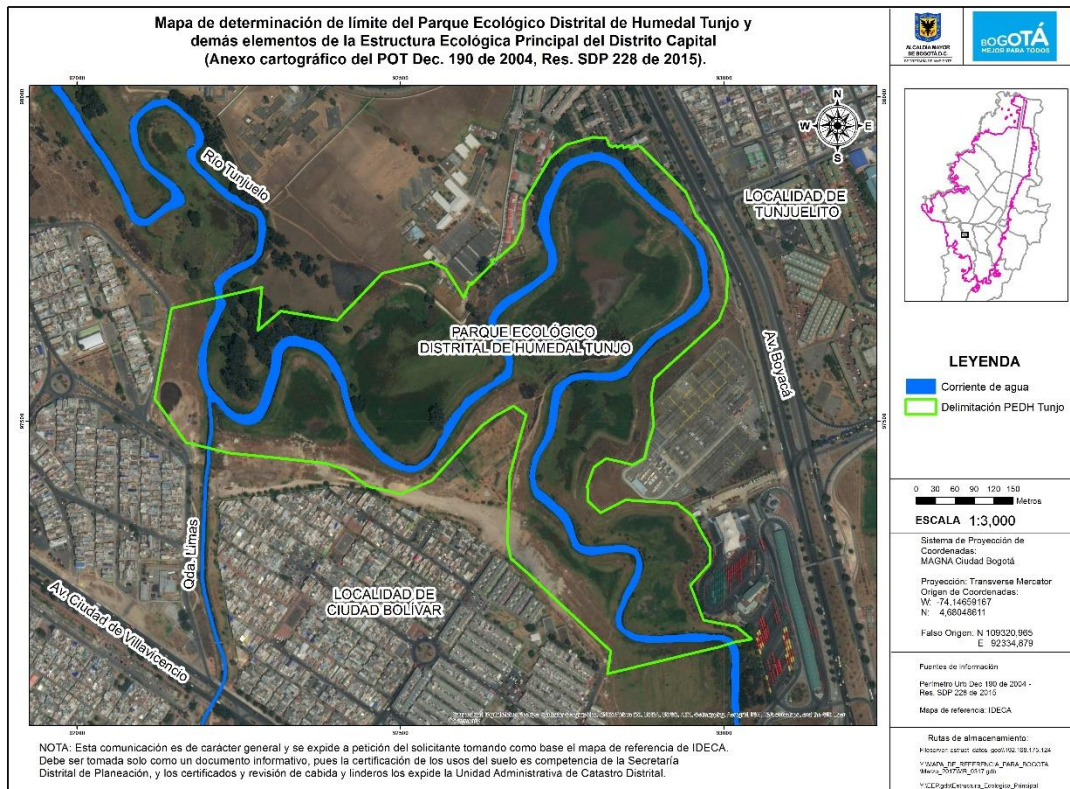 Mapa de determinación de límite del Parque Ecológico Distrital de Humedal Tunjo y
demás elementos de la Estructura Ecológica Principal del Distrito Capital
(Anexo cartográfico del POT Dec. 190 de 2004, Res. SDP 228 de 2015).
ALCALDÍA MAYOR
DE BOGOTÁ D.C.
BOGOTÁ
MEJOR PARA TODOS
97500
93000
N
W E
S
Río Tunjuelo
LOCALIDAD DE
TUNJUELITO
PARQUE ECOLÓGICO
DISTRITAL DE HUMEDAL TUNJO
Av. Boyacá
Qda. Limas
LOCALIDAD DE
CIUDAD BOLÍVAR
Av. Ciudad de Villavicencio
LEYENDA
Corriente de agua
Delimitación PEDH Tunjo
0 30 60 90 120 150
Metros
ESCALA 1:3,000
Sistema de Proyección de
Coordenadas:
MAGNA Ciudad Bogotá
Proyección: Transverse Mercator
Origen de Coordenadas:
W: -74,14659167
N: 4,68048611
Falso Origen: N 109320,965
E 92334,879
Fuentes de información
Perímetro Urb Dec 190 de 2004 -
Res. SDP 228 de 2015
Mapa de referencia: IDECA
Rutas de almacenamiento:
NOTA: Esta comunicación es de carácter general y se expide a petición del solicitante tomando como base el mapa de referencia de IDECA.
Debe ser tomada solo como un documento informativo, pues la certificación de los usos del suelo es competencia de la Secretaría
Distrital de Planeación, y los certificados y revisión de cabida y linderos los expide la Unidad Administrativa de Catastro Distrital.